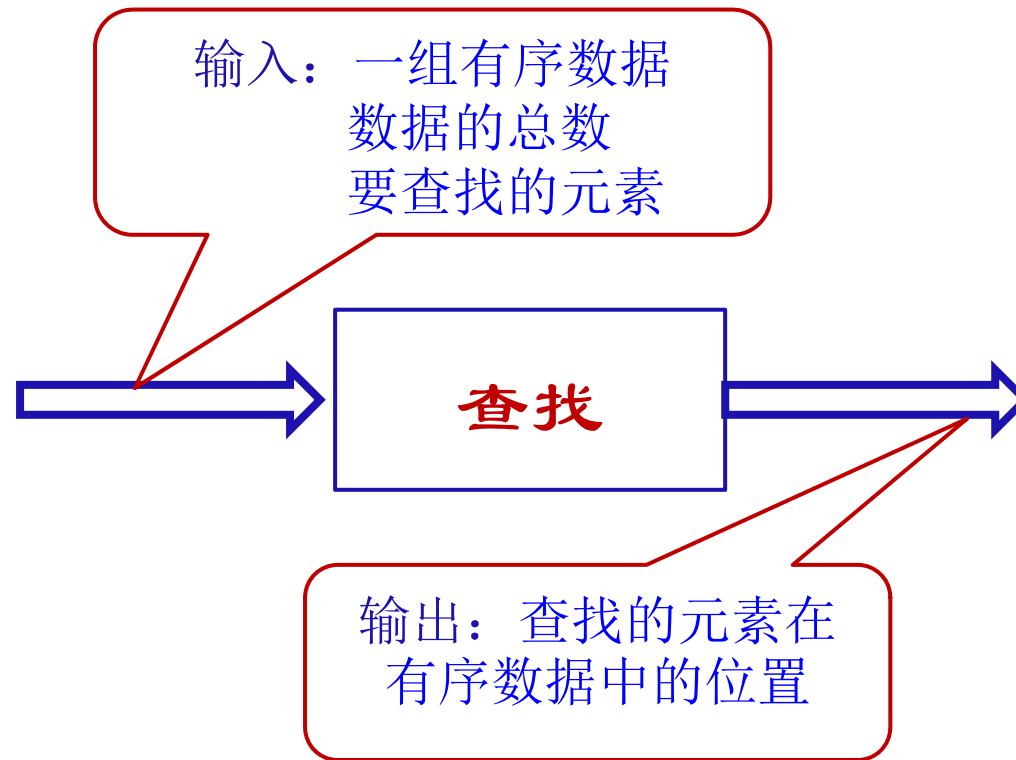 输入：一组有序数据
数据的总数
要查找的元素
查找
输出：查找的元素在
有序数据中的位置